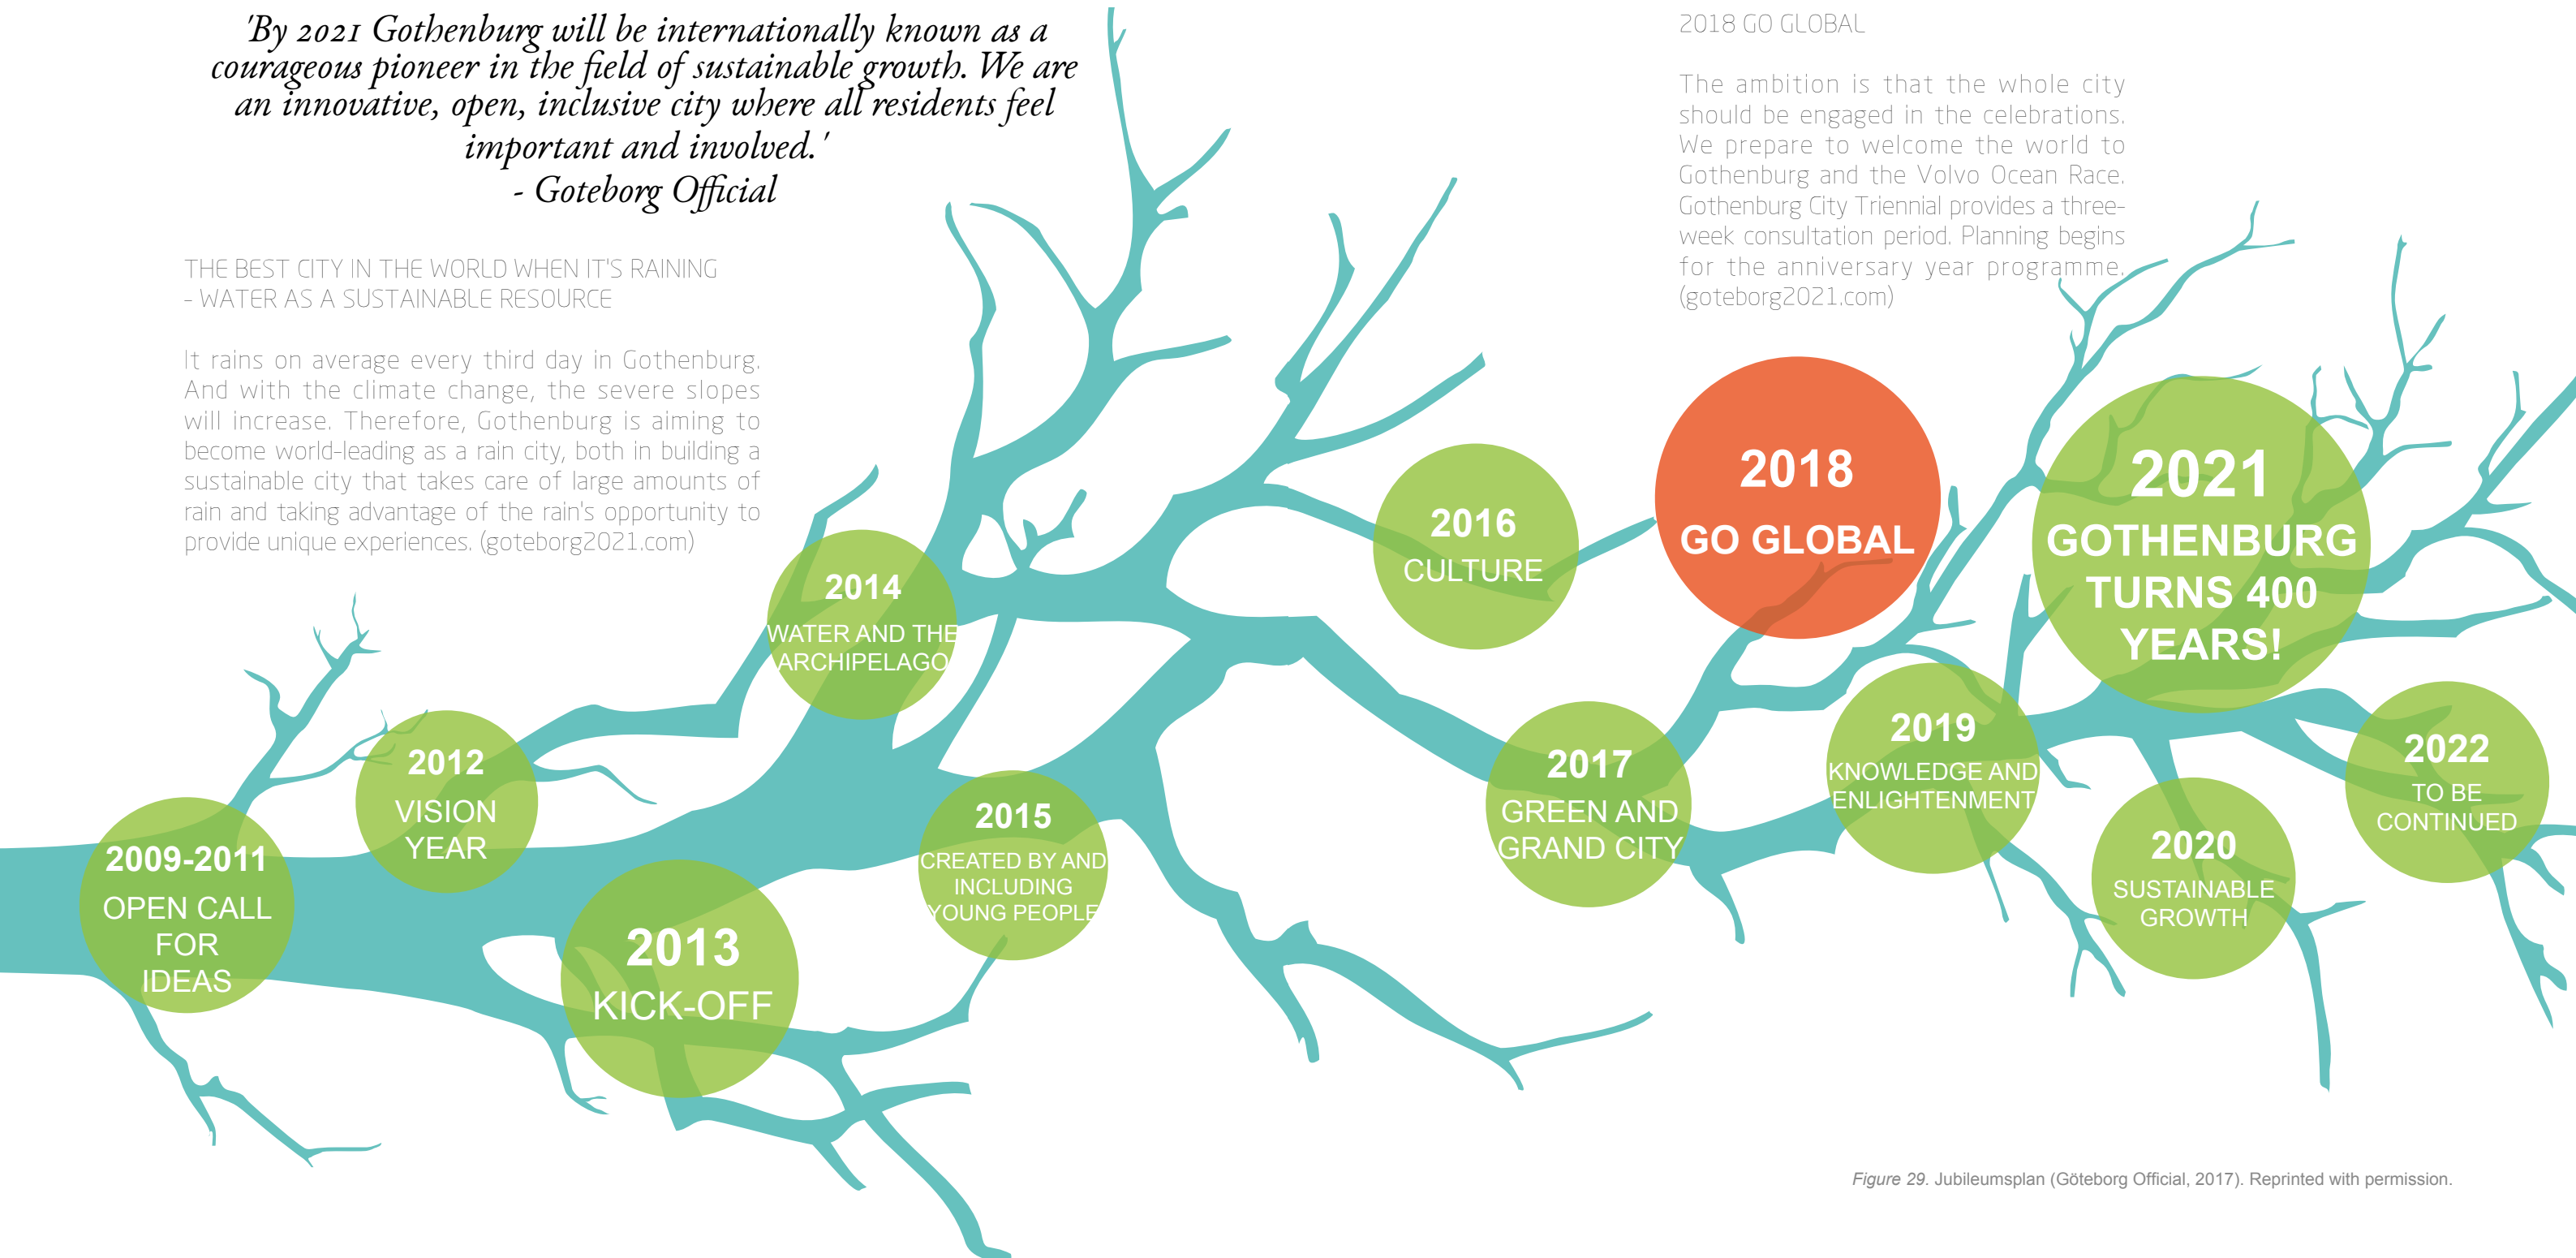 'By 2021 Gothenburg will be internationally known as a
courageous pioneer in the field of sustainable growth. We are
an innovative, open, inclusive city where all residents feel
important and involved.'
- Goteborg Official
THE BEST CITY IN THE WORLD WHEN IT'S RAINING
- WATER AS A SUSTAINABLE RESOURCE
It rains on average every third day in Gothenburg.
And with the climate change, the severe slopes
will increase. Therefore, Gothenburg is aiming to
become world-leading as a rain city, both in building a
sustainable city that takes care of large amounts of
rain and taking advantage of the rain's opportunity to
provide unique experiences. (goteborg2021.com)
2018 GO GLOBAL
The ambition is that the whole city
should be engaged in the celebrations.
We prepare to welcome the world to
Gothenburg and the Volvo Ocean Race.
Gothenburg City Triennial provides a three-
week consultation period. Planning begins
for the anniversary year programme.
(goteborg2021.com)
2009-2011
OPEN CALL
FOR
IDEAS
2012
VISION
YEAR
2013
KICK-OFF
2014
WATER AND THE
ARCHIPELAGO
2015
CREATED BY AND
INCLUDING
YOUNG PEOPLE
2016
CULTURE
2017
GREEN AND
GRAND CITY
2018
GO GLOBAL
2019
KNOWLEDGE AND
ENLIGHTENMENT
2020
SUSTAINABLE
GROWTH
2021
GOTHENBURG
TURNS 400
YEARS!
2022
TO BE
CONTINUED
Figure 29. Jubileumsplan (Göteborg Official, 2017). Reprinted with permission.